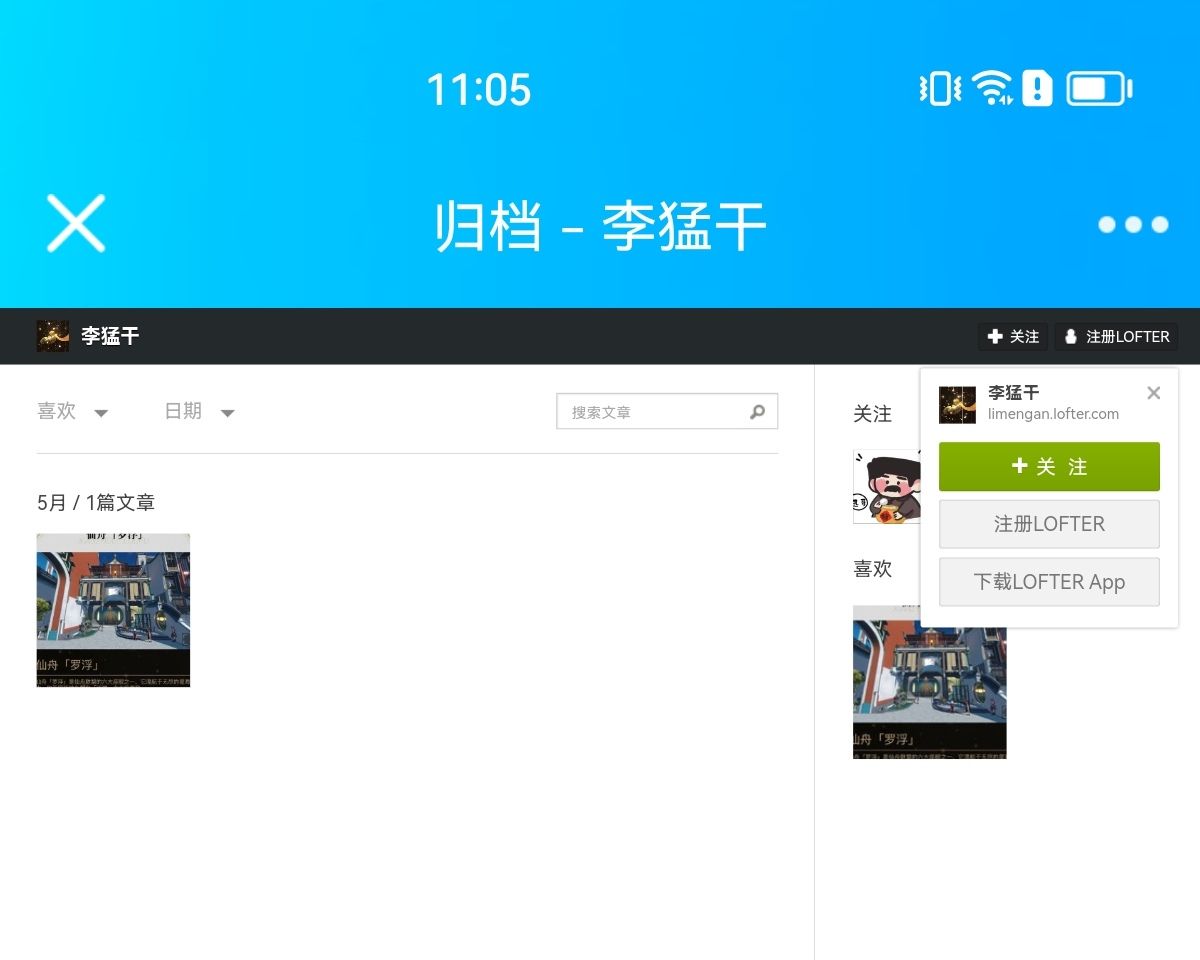 11:05
归档 - 李猛干
李猛干
关注
注册LOFTER
喜欢
日期
搜索文章
关注
李猛干
limengan.lofter.com
关 注
注册LOFTER
下载LOFTER App
5月 / 1篇文章
喜欢
仙舟「罗浮」
仙舟「罗浮」